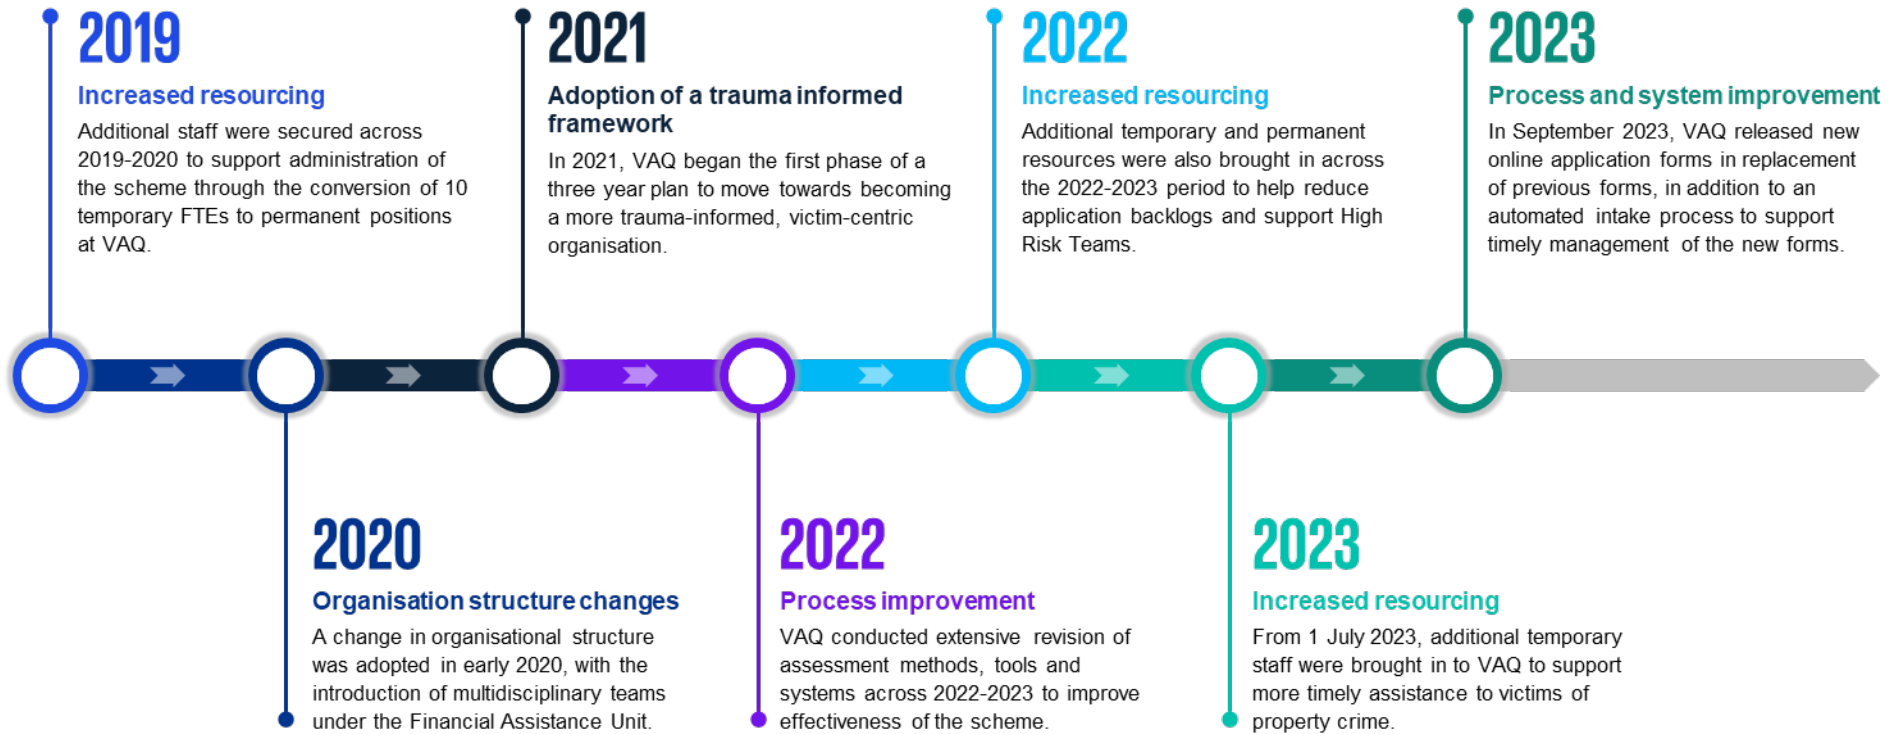 2019
Increased resourcing
Additional staff were secured across
2019-2020 to support administration of
the scheme through the conversion of 10
temporary FTEs to permanent positions
at VAQ.
2020
Organisation structure changes
A change in organisational structure
was adopted in early 2020, with the
introduction of multidisciplinary teams
under the Financial Assistance Unit.
2021
Adoption of a trauma informed
framework
In 2021, VAQ began the first phase of a
three year plan to move towards becoming
a more trauma-informed, victim-centric
organisation.
2022
Process improvement
VAQ conducted extensive revision of
assessment methods, tools and
systems across 2022-2023 to improve
effectiveness of the scheme.
2022
Increased resourcing
Additional temporary and permanent
resources were also brought in across
the 2022-2023 period to help reduce
application backlogs and support High
Risk Teams.
2023
Increased resourcing
From 1 July 2023, additional temporary
staff were brought in to VAQ to support
more timely assistance to victims of
property crime.
2023
Process and system improvement
In September 2023, VAQ released new
online application forms in replacement
of previous forms, in addition to an
automated intake process to support
timely management of the new forms.